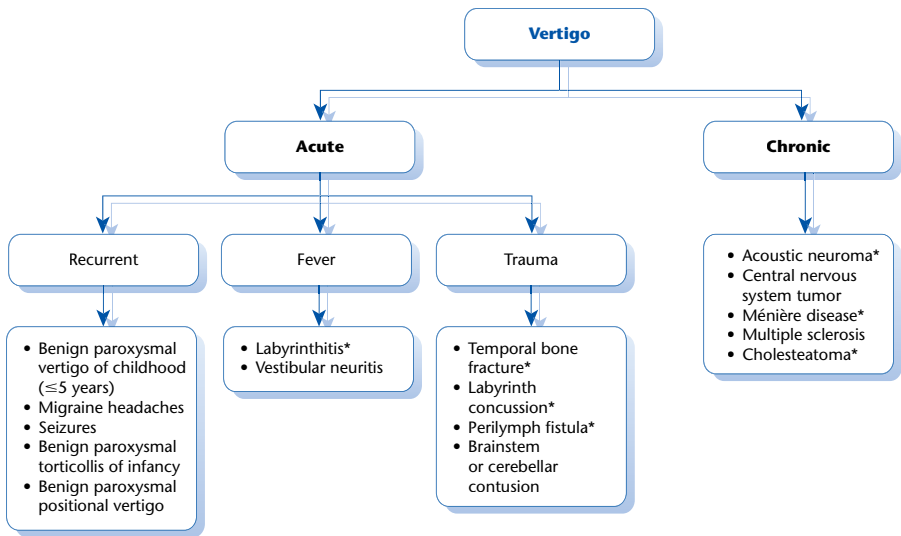 Vertigo
Acute
Chronic
Recurrent
Fever
Trauma
• Benign paroxysmal
vertigo of childhood
(≤5 years)
• Migraine headaches
• Seizures
• Benign paroxysmal
torticollis of infancy
• Benign paroxysmal
positional vertigo
• Labyrinthitis*
• Vestibular neuritis
• Temporal bone
fracture*
• Labyrinth
concussion*
• Perilymph fistula*
• Brainstem
or cerebellar
contusion
• Acoustic neuroma*
• Central nervous
system tumor
• Ménière disease*
• Multiple sclerosis
• Cholesteatoma*